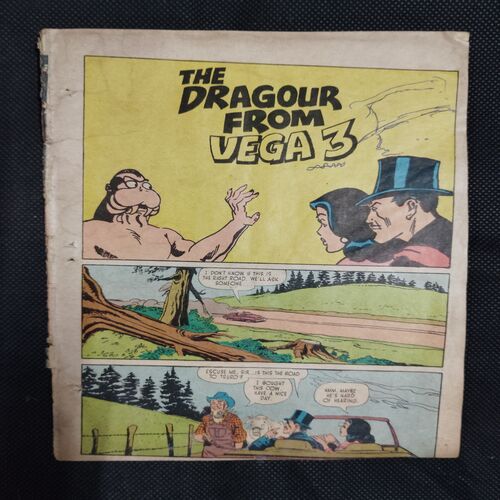 THE
DRAGOUR
FROM
VEGA 3
I DON'T KNOW IF THIS IS
THE RIGHT ROAD. WE'LL ASK
SOMEONE.
EXCUSE ME, SIR. IS THIS THE ROAD
TO
I BOUGHT
THIS COW.
HAVE A NICE
DAY.
HMM. MAYBE
HE'S HARD
OF HEARING.